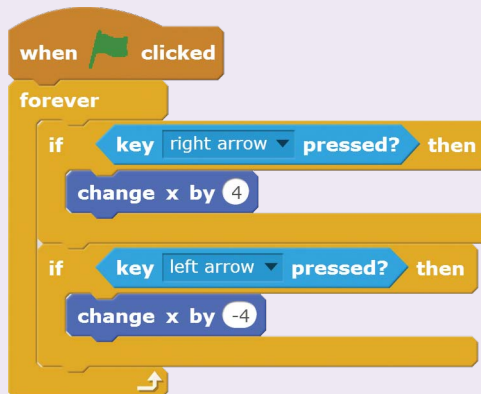 when clicked
forever
if key right arrow pressed? then
change x by 4
if key left arrow pressed? then
change x by -4